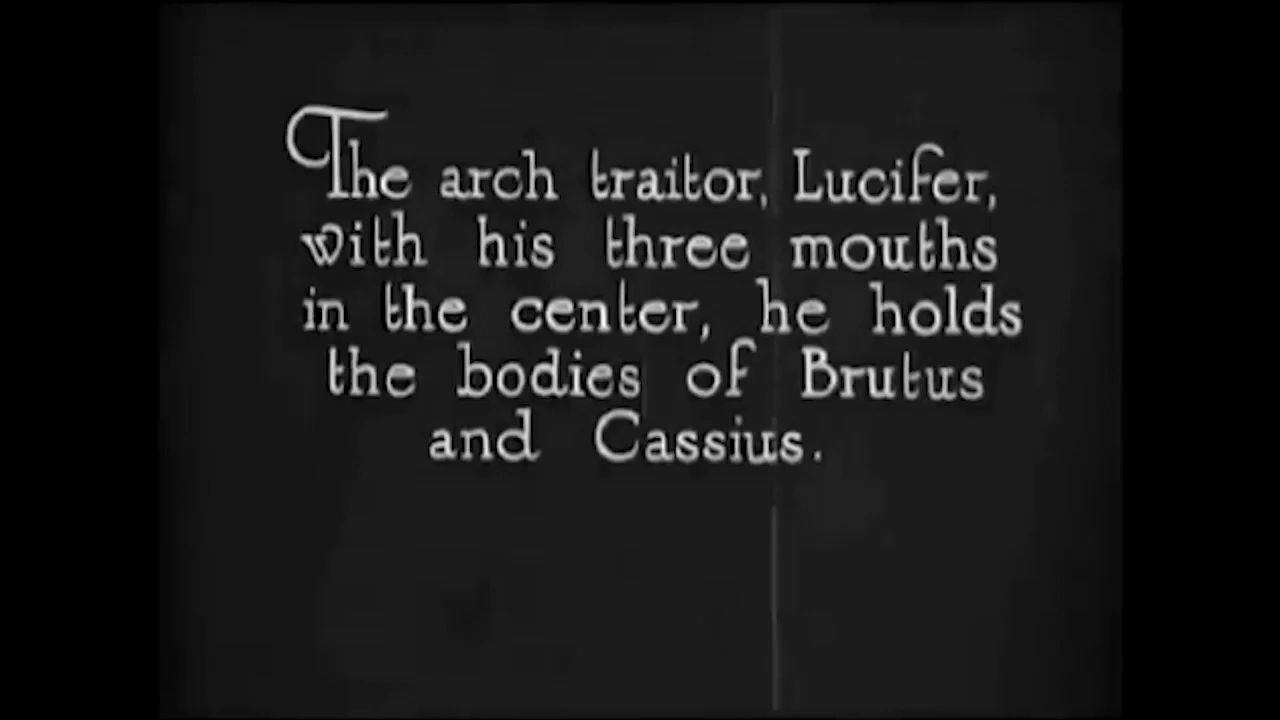 The arch traitor, Lucifer,
with his three mouths
in the center, he holds
the bodies of Brutus
and Cassius.